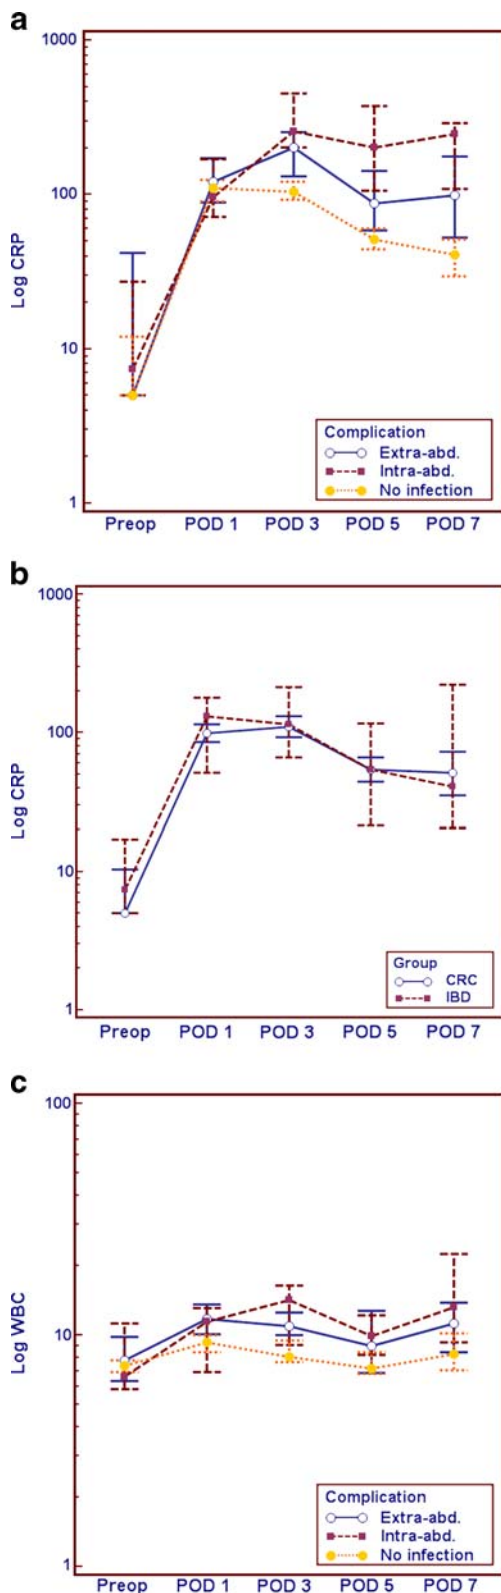 a
1000
100
10
1
Log CRP
Complication
Extra-abd.
Intra-abd.
No infection
Preop POD 1 POD 3 POD 5 POD 7
b
1000
100
10
1
Log CRP
Group
CRC
IBD
Preop POD 1 POD 3 POD 5 POD 7
c
100
10
1
Log WBC
Complication
Extra-abd.
Intra-abd.
No infection
Preop POD 1 POD 3 POD 5 POD 7